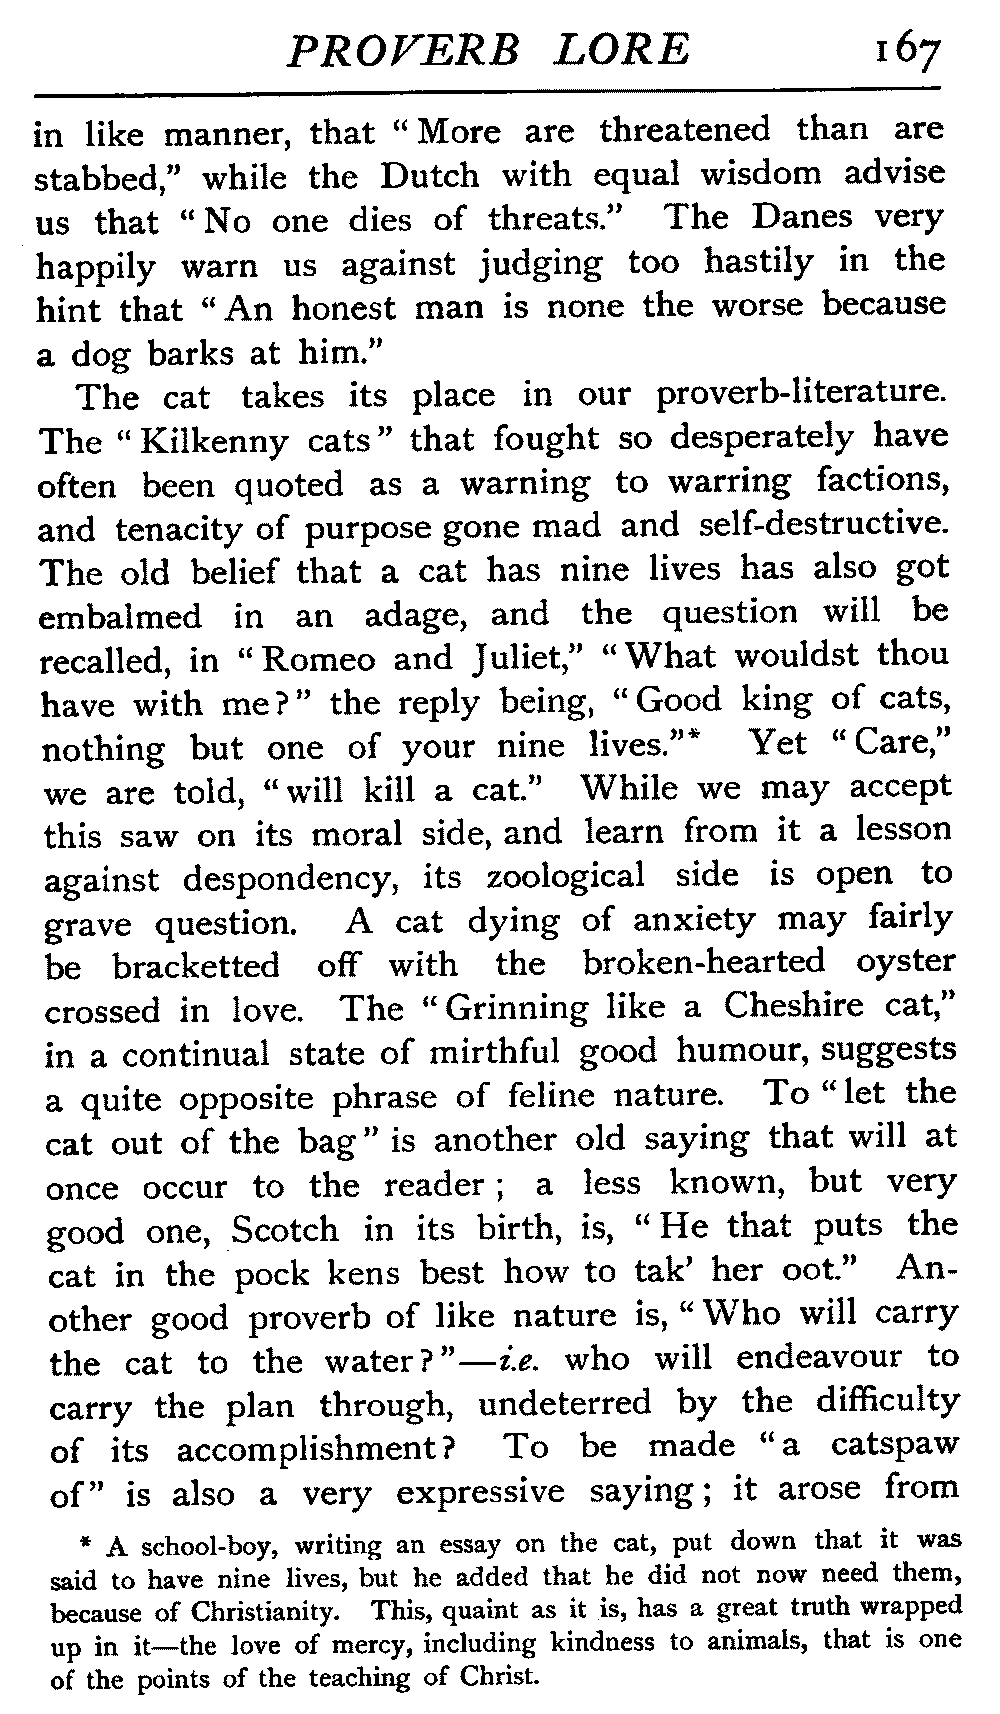 PROVERB LORE 167
in like manner, that “ More are threatened than are
stabbed,” while the Dutch with equal wisdom advise
us that “ No one dies of threats.” The Danes very
happily warn us against judging too hastily in the
hint that “ An honest man is none the worse because
a dog barks at him.”
The cat takes its place in our proverb-literature.
The “ Kilkenny cats ” that fought so desperately have
often been quoted as a warning to warring factions,
and tenacity of purpose gone mad and self-destructive.
The old belief that a cat has nine lives has also got
embalmed in an adage, and the question will be
recalled, in “ Romeo and Juliet,” “ What wouldst thou
have with me? ” the reply being, “ Good king of cats,
nothing but one of your nine lives.”* Yet “ Care,”
we are told, “ will kill a cat.” While we may accept
this saw on its moral side, and learn from it a lesson
against despondency, its zoological side is open to
grave question. A cat dying of anxiety may fairly
be bracketted off with the broken-hearted oyster
crossed in love. The “ Grinning like a Cheshire cat,”
in a continual state of mirthful good humour, suggests
a quite opposite phrase of feline nature. To “ let the
cat out of the bag ” is another old saying that will at
once occur to the reader ; a less known, but very
good one, Scotch in its birth, is, “ He that puts the
cat in the pock kens best how to tak’ her oot.” An-
other good proverb of like nature is, “ Who will carry
the cat to the water? ”—i.e. who will endeavour to
carry the plan through, undeterred by the difficulty
of its accomplishment? To be made “ a catspaw
of ” is also a very expressive saying ; it arose from
* A school-boy, writing an essay on the cat, put down that it was
said to have nine lives, but he added that he did not now need them,
because of Christianity. This, quaint as it is, has a great truth wrapped
up in it—the love of mercy, including kindness to animals, that is one
of the points of the teaching of Christ.